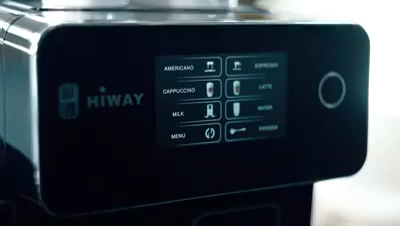 HiWAY
AMERICANO
ESPRESSO
CAPPUCCINO
LATTE
MILK
WATER
MENU
POWDER